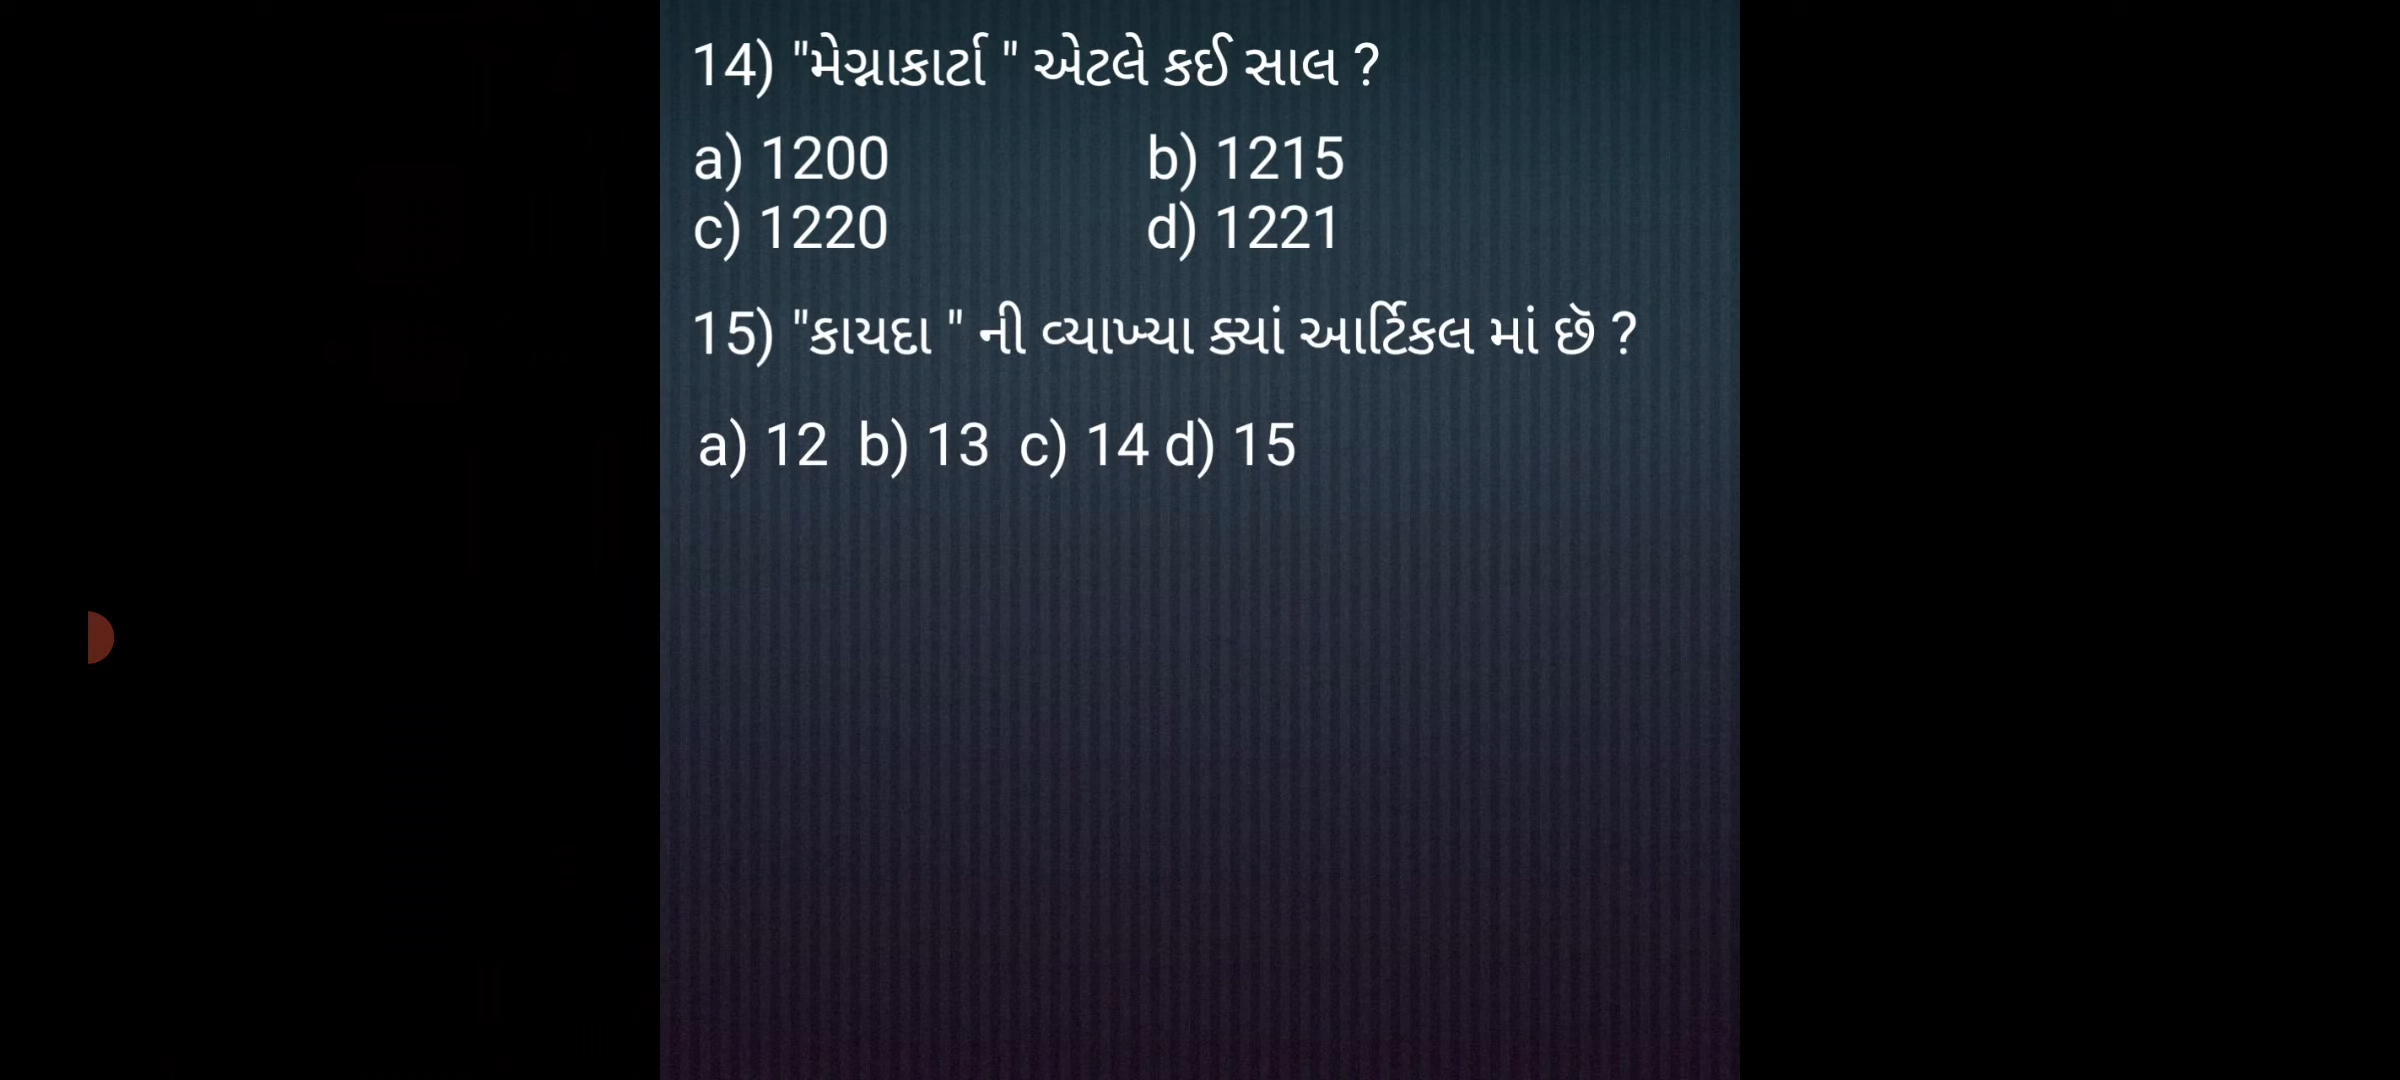 14) "મેગ્નાકાર્ટા " એટલે કઈ સાલ ?
a) 1200 b) 1215
c) 1220 d) 1221
15) "કાયદા " ની વ્યાખ્યા ક્યાં આર્ટિકલ માં છૅ ?
a) 12 b) 13 c) 14 d) 15